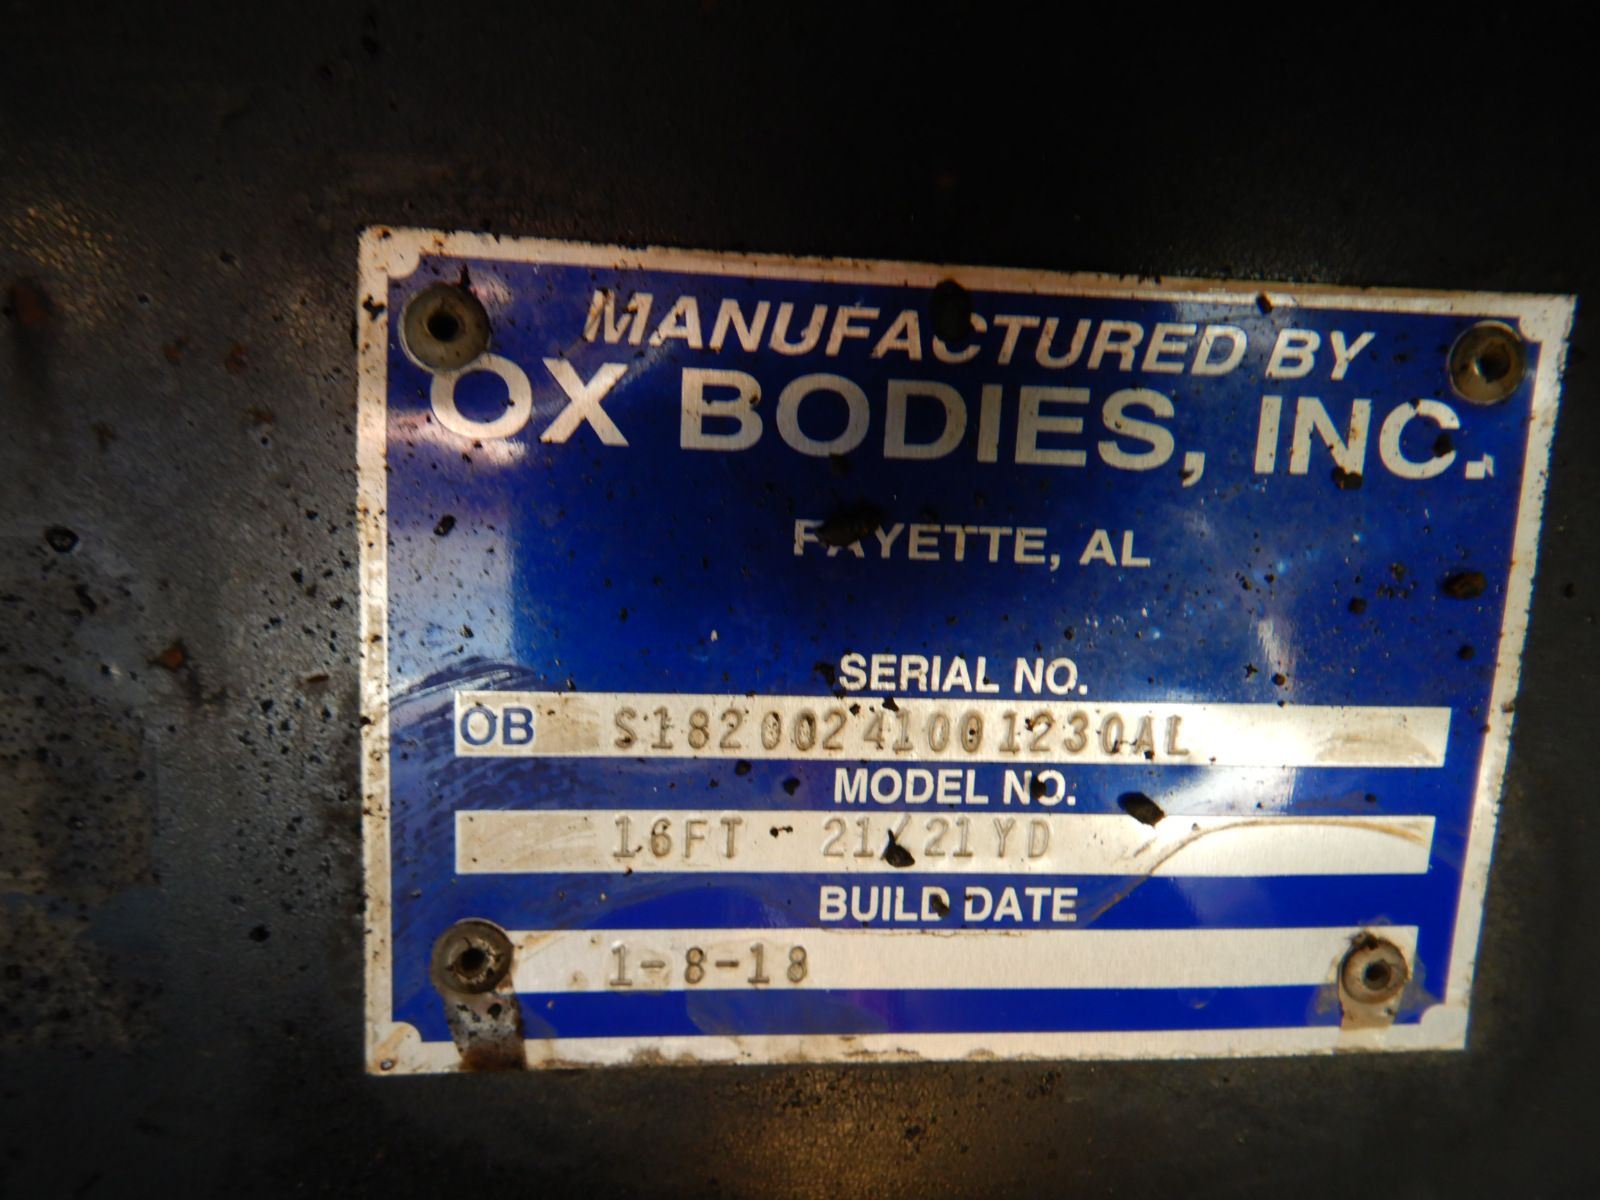 MANUFACTURED BY
OX BODIES, INC.
FAYETTE, AL
SERIAL NO.
OB S18200241001230AL
MODEL NO.
16FT - 21/21YD
BUILD DATE
1-8-18